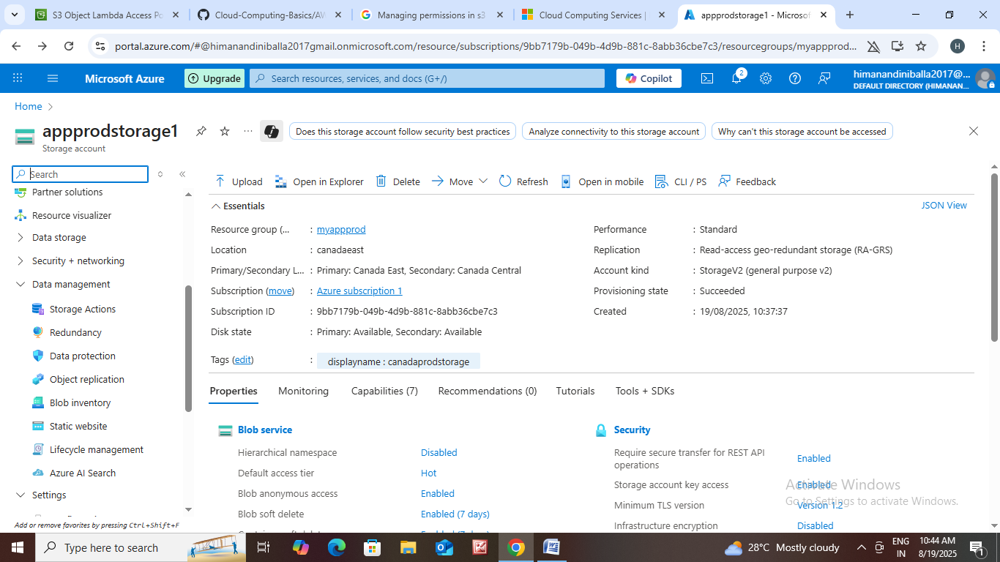 S3 Object Lambda Access Po
Cloud-Computing-Basics/AW
Managing permissions in s3
Cloud Computing Services |
appprodstorage1 - Microsof
portal.azure.com/#@himanandiniballa2017gmail.onmicrosoft.com/resource/subscriptions/9bb7179b-049b-4d9b-881c-8abb36cbe7c3/resourcegroups/myappprod...
H
Microsoft Azure
Upgrade
Search resources, services, and docs (G+/)
Copilot
2
himanandiniballa2017@...
DEFAULT DIRECTORY (HIMANAN...
Home
appprodstorage1
Storage account
Does this storage account follow security best practices
Analyze connectivity to this storage account
Why can't this storage account be accessed
Search
Partner solutions
Resource visualizer
Data storage
Security + networking
Data management
Storage Actions
Redundancy
Data protection
Object replication
Blob inventory
Static website
Lifecycle management
Azure AI Search
Settings
Add or remove favorites by pressing Ctrl+Shift+F
Upload
Open in Explorer
Delete
Move
Refresh
Open in mobile
CLI / PS
Feedback
Essentials
JSON View
Resource group (... : myappprod
Location : canadaeast
Primary/Secondary L... : Primary: Canada East, Secondary: Canada Central
Subscription (move) : Azure subscription 1
Subscription ID : 9bb7179b-049b-4d9b-881c-8abb36cbe7c3
Disk state : Primary: Available, Secondary: Available
Tags (edit) : displayname : canadaprodstorage
Performance : Standard
Replication : Read-access geo-redundant storage (RA-GRS)
Account kind : StorageV2 (general purpose v2)
Provisioning state : Succeeded
Created : 19/08/2025, 10:37:37
Properties
Monitoring
Capabilities (7)
Recommendations (0)
Tutorials
Tools + SDKs
Blob service
Hierarchical namespace Disabled
Default access tier Hot
Blob anonymous access Enabled
Blob soft delete Enabled (7 days)
Security
Require secure transfer for REST API
operations Enabled
Storage account key access Enabled
Minimum TLS version Version 1.2
Infrastructure encryption Disabled
Activate Windows
Go to Settings to activate Windows.
Type here to search
28°C Mostly cloudy
ENG
IN
10:44 AM
8/19/2025
1